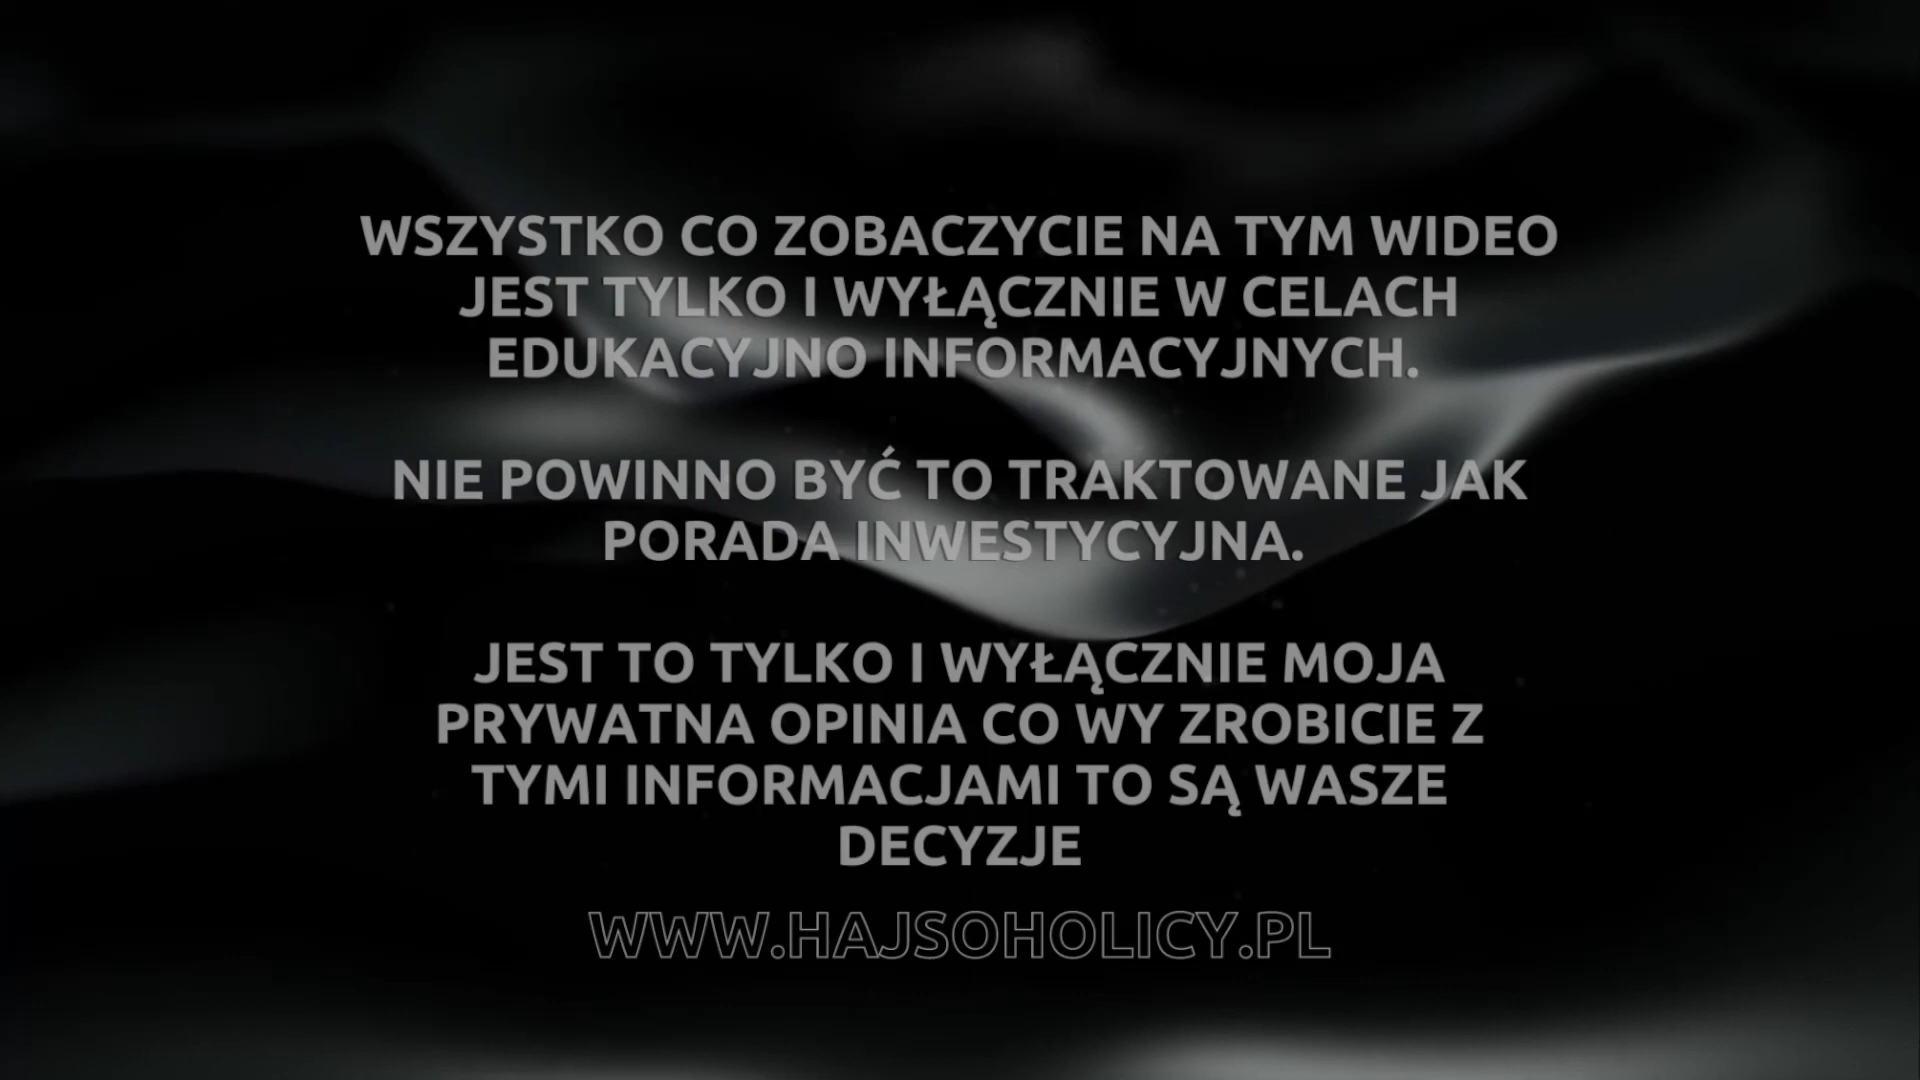 WSZYSTKO CO ZOBACZYCIE NA TYM WIDEO
JEST TYLKO I WYŁĄCZNIE W CELACH
EDUKACYJNO INFORMACYJNYCH.
NIE POWINNO BYĆ TO TRAKTOWANE JAK
PORADA INWESTYCYJNA.
JEST TO TYLKO I WYŁĄCZNIE MOJA
PRYWATNA OPINIA CO WY ZROBICIE Z
TYMI INFORMACJAMI TO SĄ WASZE
DECYZJE
WWW.HAJSOHOLICY.PL